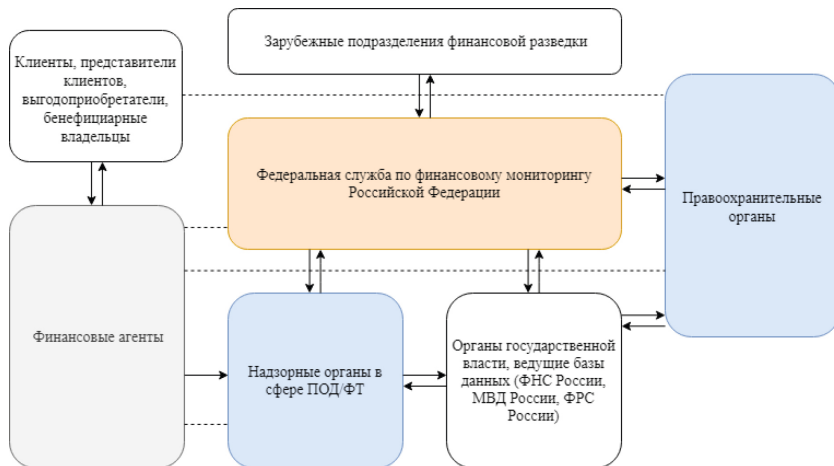 Зарубежные подразделения финансовой разведки
Клиенты, представители
клиентов,
выгодоприобретатели,
бенефициарные
владельцы
Федеральная служба по финансовому мониторингу
Российской Федерации
Правоохранительные
органы
Финансовые агенты
Надзорные органы в
сфере ПОД/ФТ
Органы государственной
власти, ведущие базы
данных (ФНС России,
МВД России, ФРС
России)